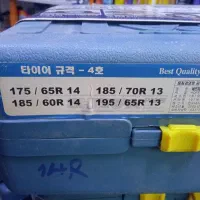 타이어 규격 - 4호
Best Quality
175 / 65R 14
185 / 70R 13
185 / 60R 14
195 / 65R 13